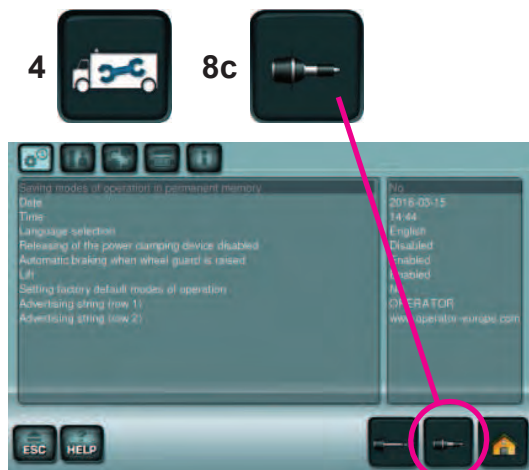 4
8c
Saving modes of operation in permanent memory No
Date 2016-03-15
Time 14:44
Language selection English
Releasing of the power clamping device disabled Disabled
Automatic braking when wheel guard is raised Enabled
Lift Enabled
Setting factory default modes of operation No
Advertising string (row 1) OPERATOR
Advertising string (row 2) www.operator-europe.com
ESC HELP